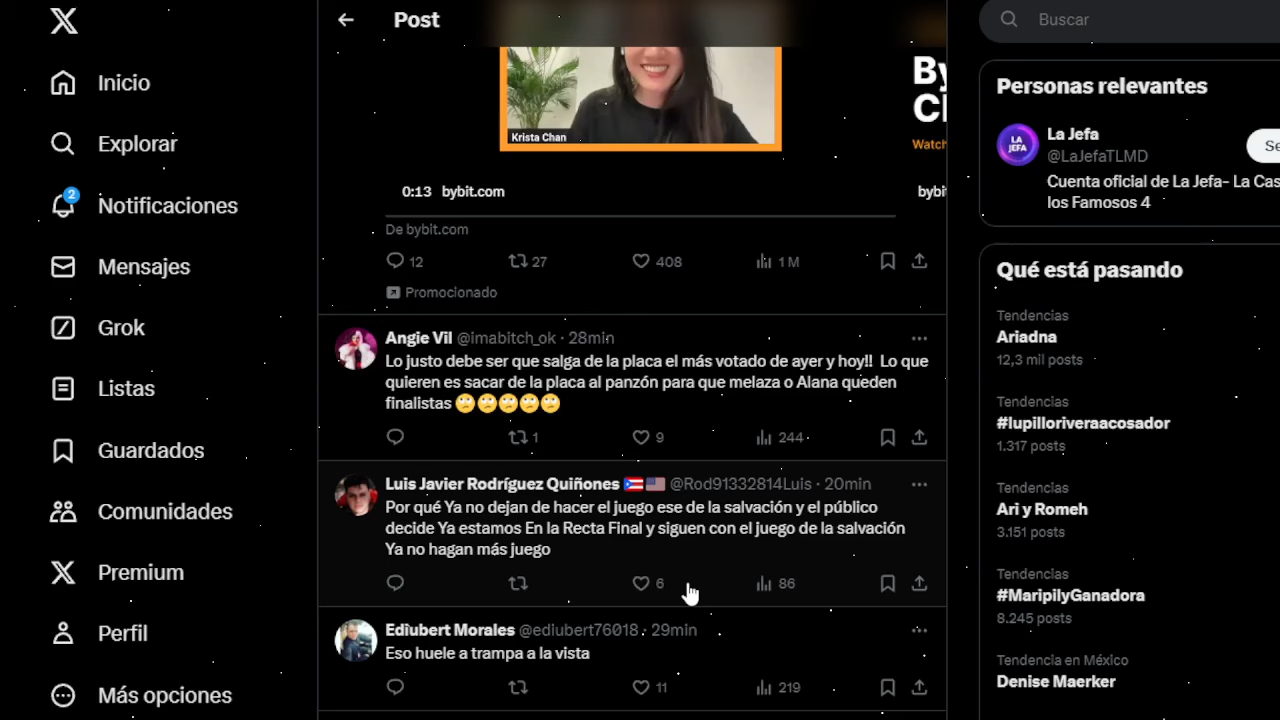 Inicio
Explorar
2
Notificaciones
Mensajes
Grok
Listas
Guardados
Comunidades
Premium
Perfil
Más opciones
Post
Krista Chan
Watch
0:13 bybit.com
De bybit.com
12 27 408 1 M
Promocionado
Angie Vil @imabitch_ok · 28min
Lo justo debe ser que salga de la placa el más votado de ayer y hoy!! Lo que
quieren es sacar de la placa al panzón para que melaza o Alana queden
finalistas 🙄🙄🙄🙄🙄
1 9 244
Luis Javier Rodríguez Quiñones 🇵🇷🇺🇸 @Rod91332814Luis · 20min
Por qué Ya no dejan de hacer el juego ese de la salvación y el público
decide Ya estamos En la Recta Final y siguen con el juego de la salvación
Ya no hagan más juego
6 86
Ediubert Morales @ediubert76018 · 29min
Eso huele a trampa a la vista
11 219
Buscar
Personas relevantes
LA JEFA
La Jefa
@LaJefaTLMD
Cuenta oficial de La Jefa- La Cas
los Famosos 4
Qué está pasando
Tendencias
Ariadna
12,3 mil posts
Tendencias
#lupilloriveraacosador
1.317 posts
Tendencias
Ari y Romeh
3.151 posts
Tendencias
#MaripilyGanadora
8.245 posts
Tendencia en México
Denise Maerker